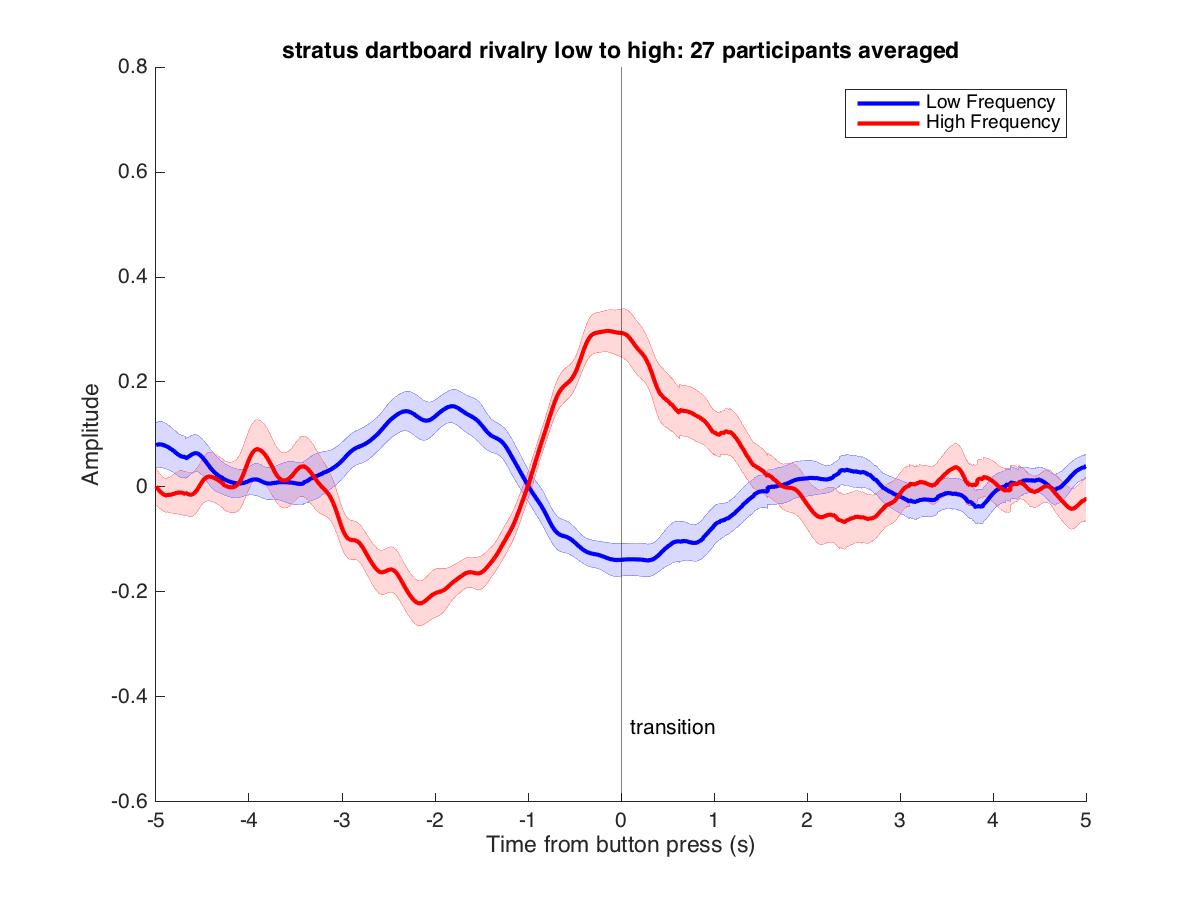 stratus dartboard rivalry low to high: 27 participants averaged
Low Frequency
High Frequency
0.8
0.6
0.4
0.2
0
-0.2
-0.4
-0.6
Amplitude
transition
-5 -4 -3 -2 -1 0 1 2 3 4 5
Time from button press (s)